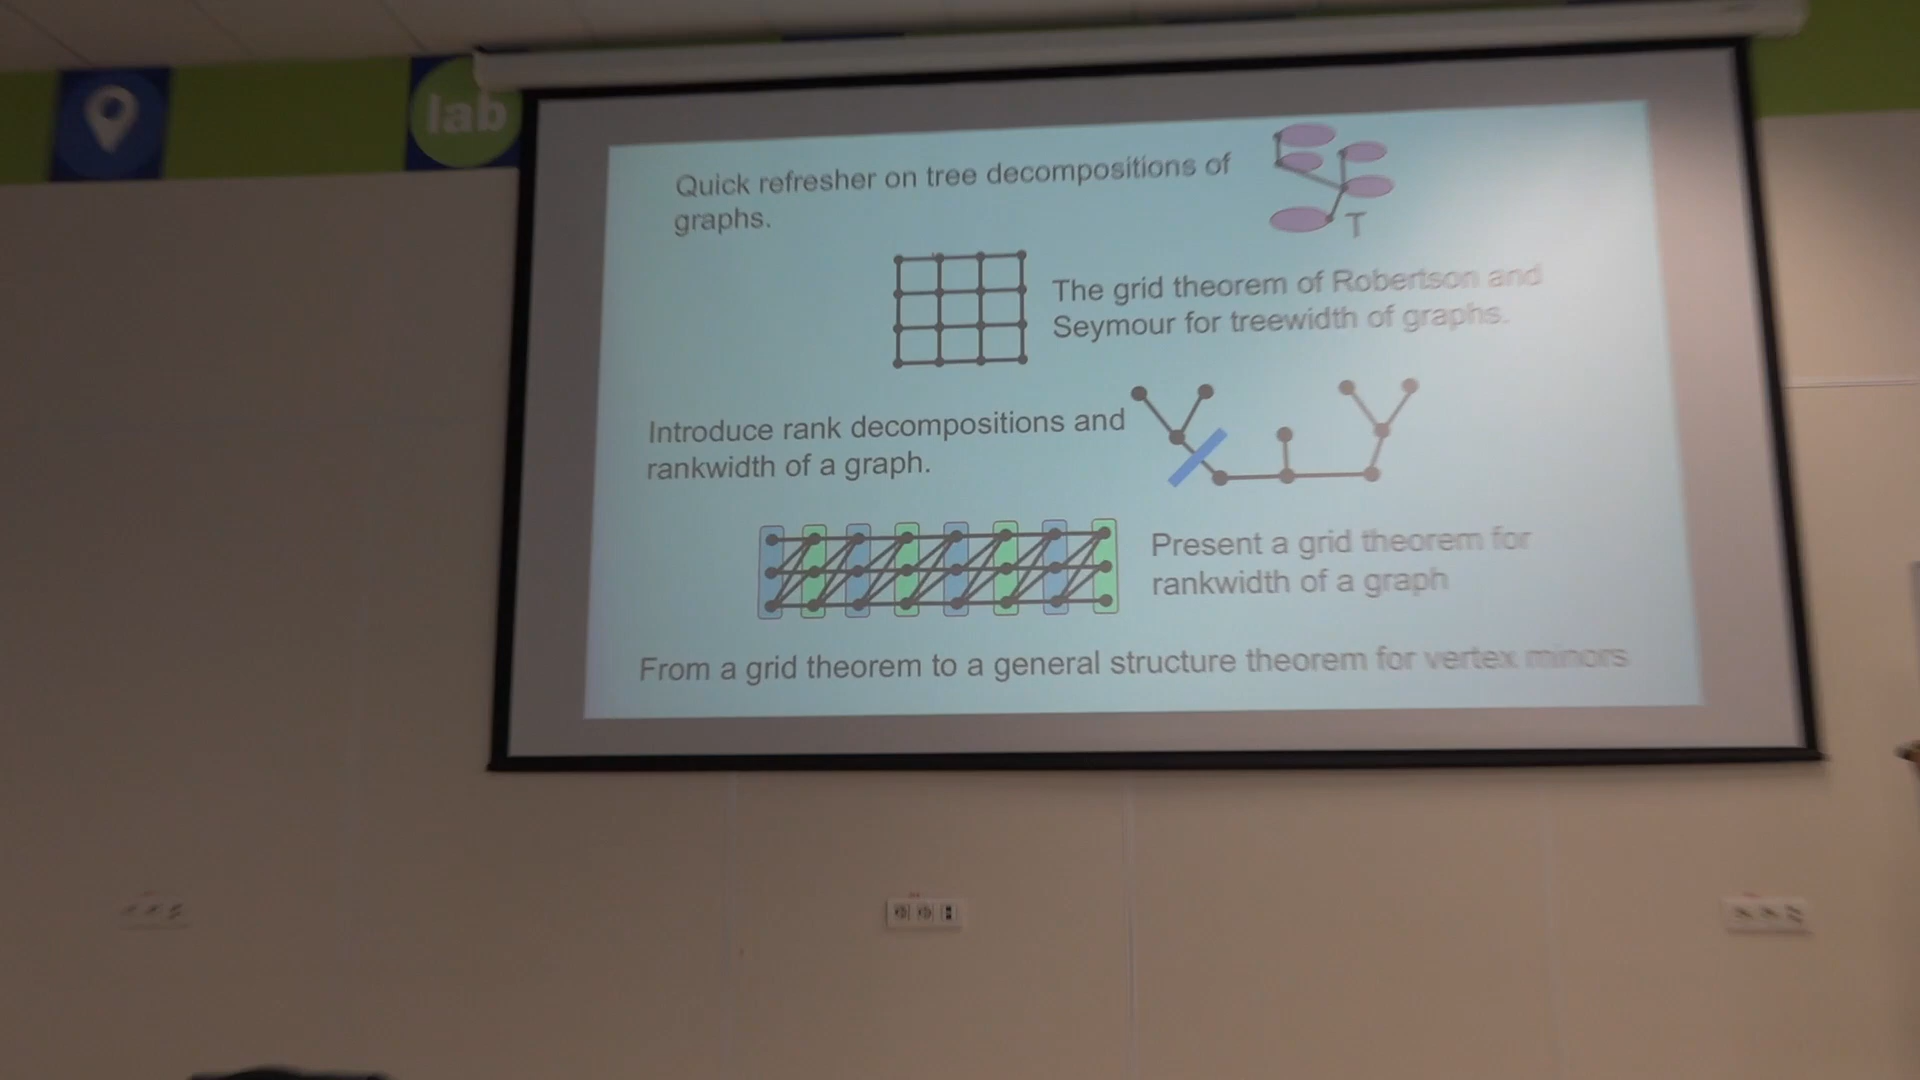 lab
Quick refresher on tree decompositions of
graphs.
T
The grid theorem of Robertson and
Seymour for treewidth of graphs.
Introduce rank decompositions and
rankwidth of a graph.
Present a grid theorem for
rankwidth of a graph
From a grid theorem to a general structure theorem for vertex minors